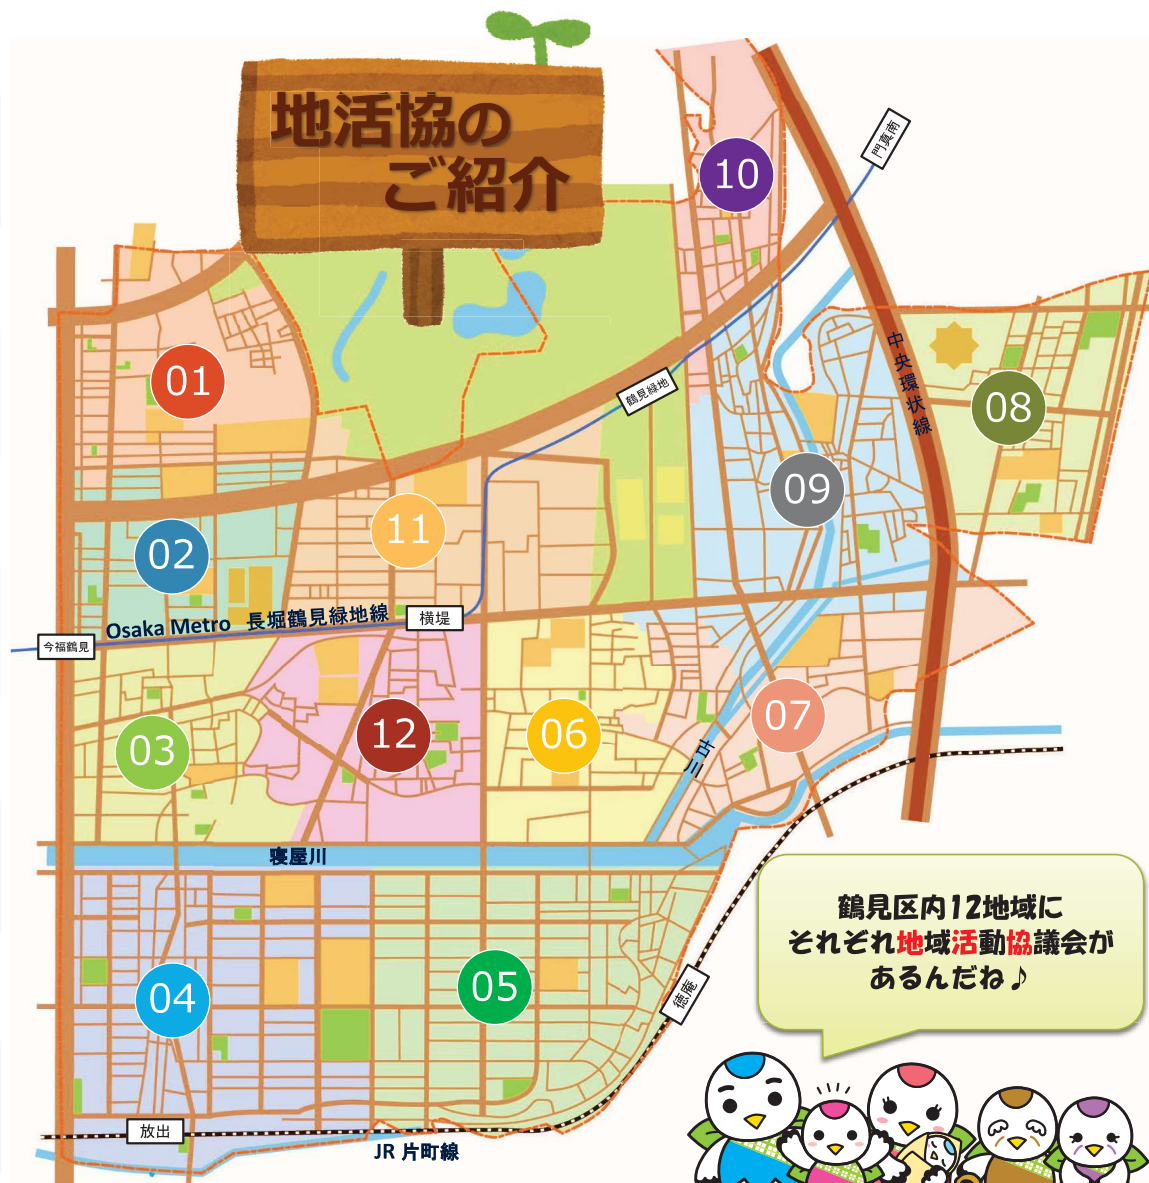 地活協の
ご紹介
10
門真南
01
鶴見緑地
中央環状線
08
09
11
02
Osaka Metro 長堀鶴見緑地線
横堤
今福鶴見
03
12
06
07
古川
寝屋川
鶴見区内12地域に
それぞれ地域活動協議会が
あるんだね♪
04
05
徳庵
放出
JR 片町線